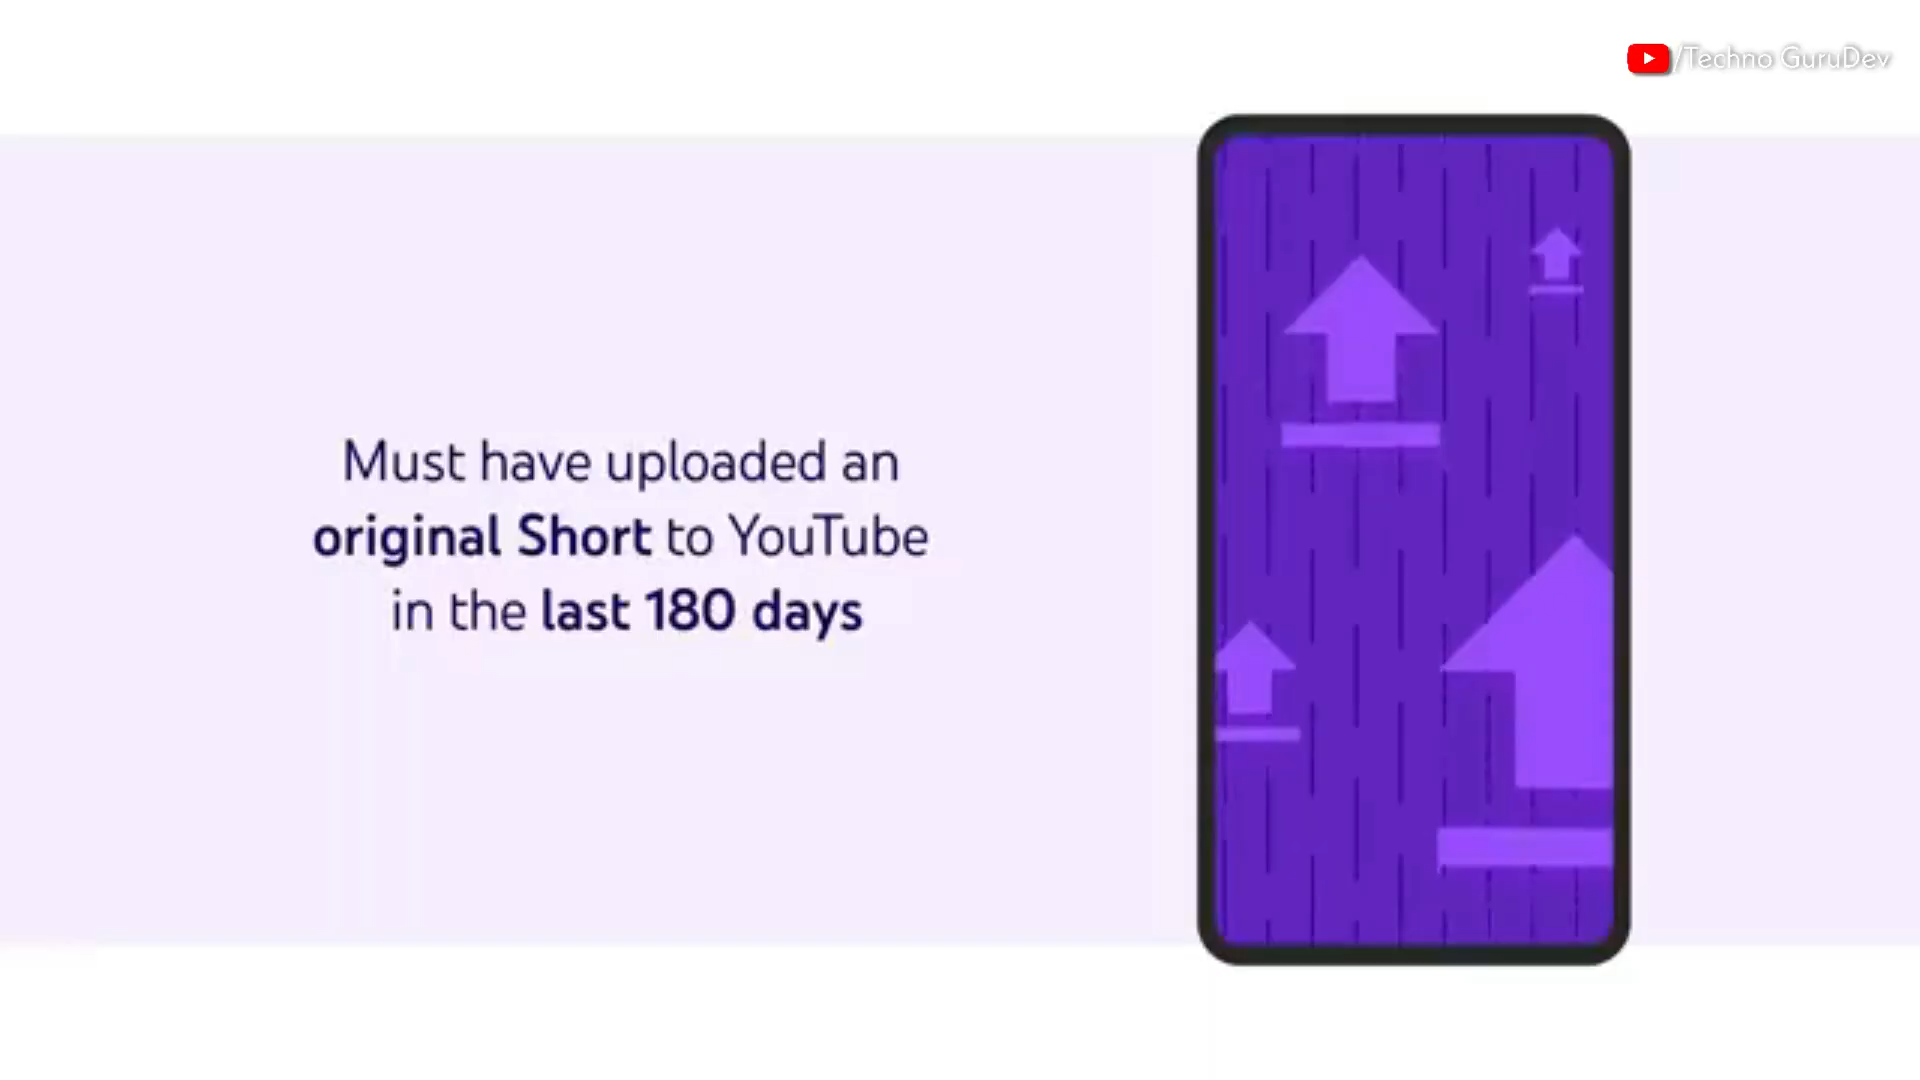 /Techno GuruDev
Must have uploaded an
original Short to YouTube
in the last 180 days